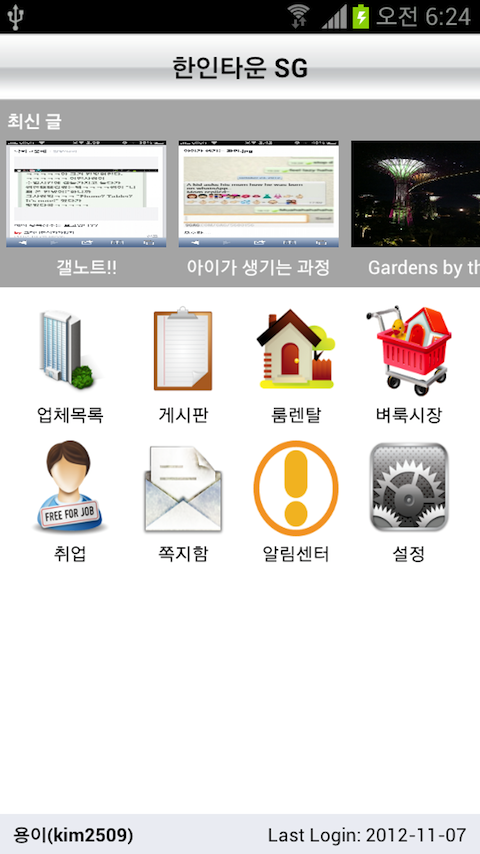 오전 6:24
한인타운 SG
최신 글
갤노트!!
아이가 생기는 과정
Gardens by th
업체목록
게시판
룸렌탈
벼룩시장
FREE FOR JOB
취업
쪽지함
알림센터
설정
용이(kim2509)
Last Login: 2012-11-07